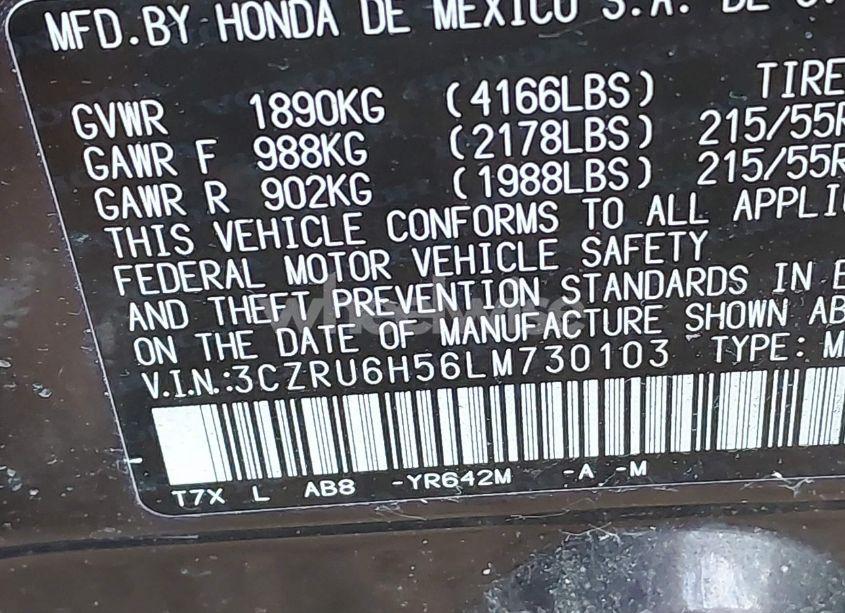 MFD.BY HONDA DE MEXICO S.A. DE C.
GVWR 1890KG (4166LBS) TIRE
GAWR F 988KG (2178LBS) 215/55R
GAWR R 902KG (1988LBS) 215/55R
THIS VEHICLE CONFORMS TO ALL APPLI
FEDERAL MOTOR VEHICLE SAFETY
AND THEFT PREVENTION STANDARDS IN E
ON THE DATE OF MANUFACTURE SHOWN AB
V.I.N.:3CZRU6H56LM730103 TYPE: M
T7X L AB8 -YR642M -A -M
wheelwise